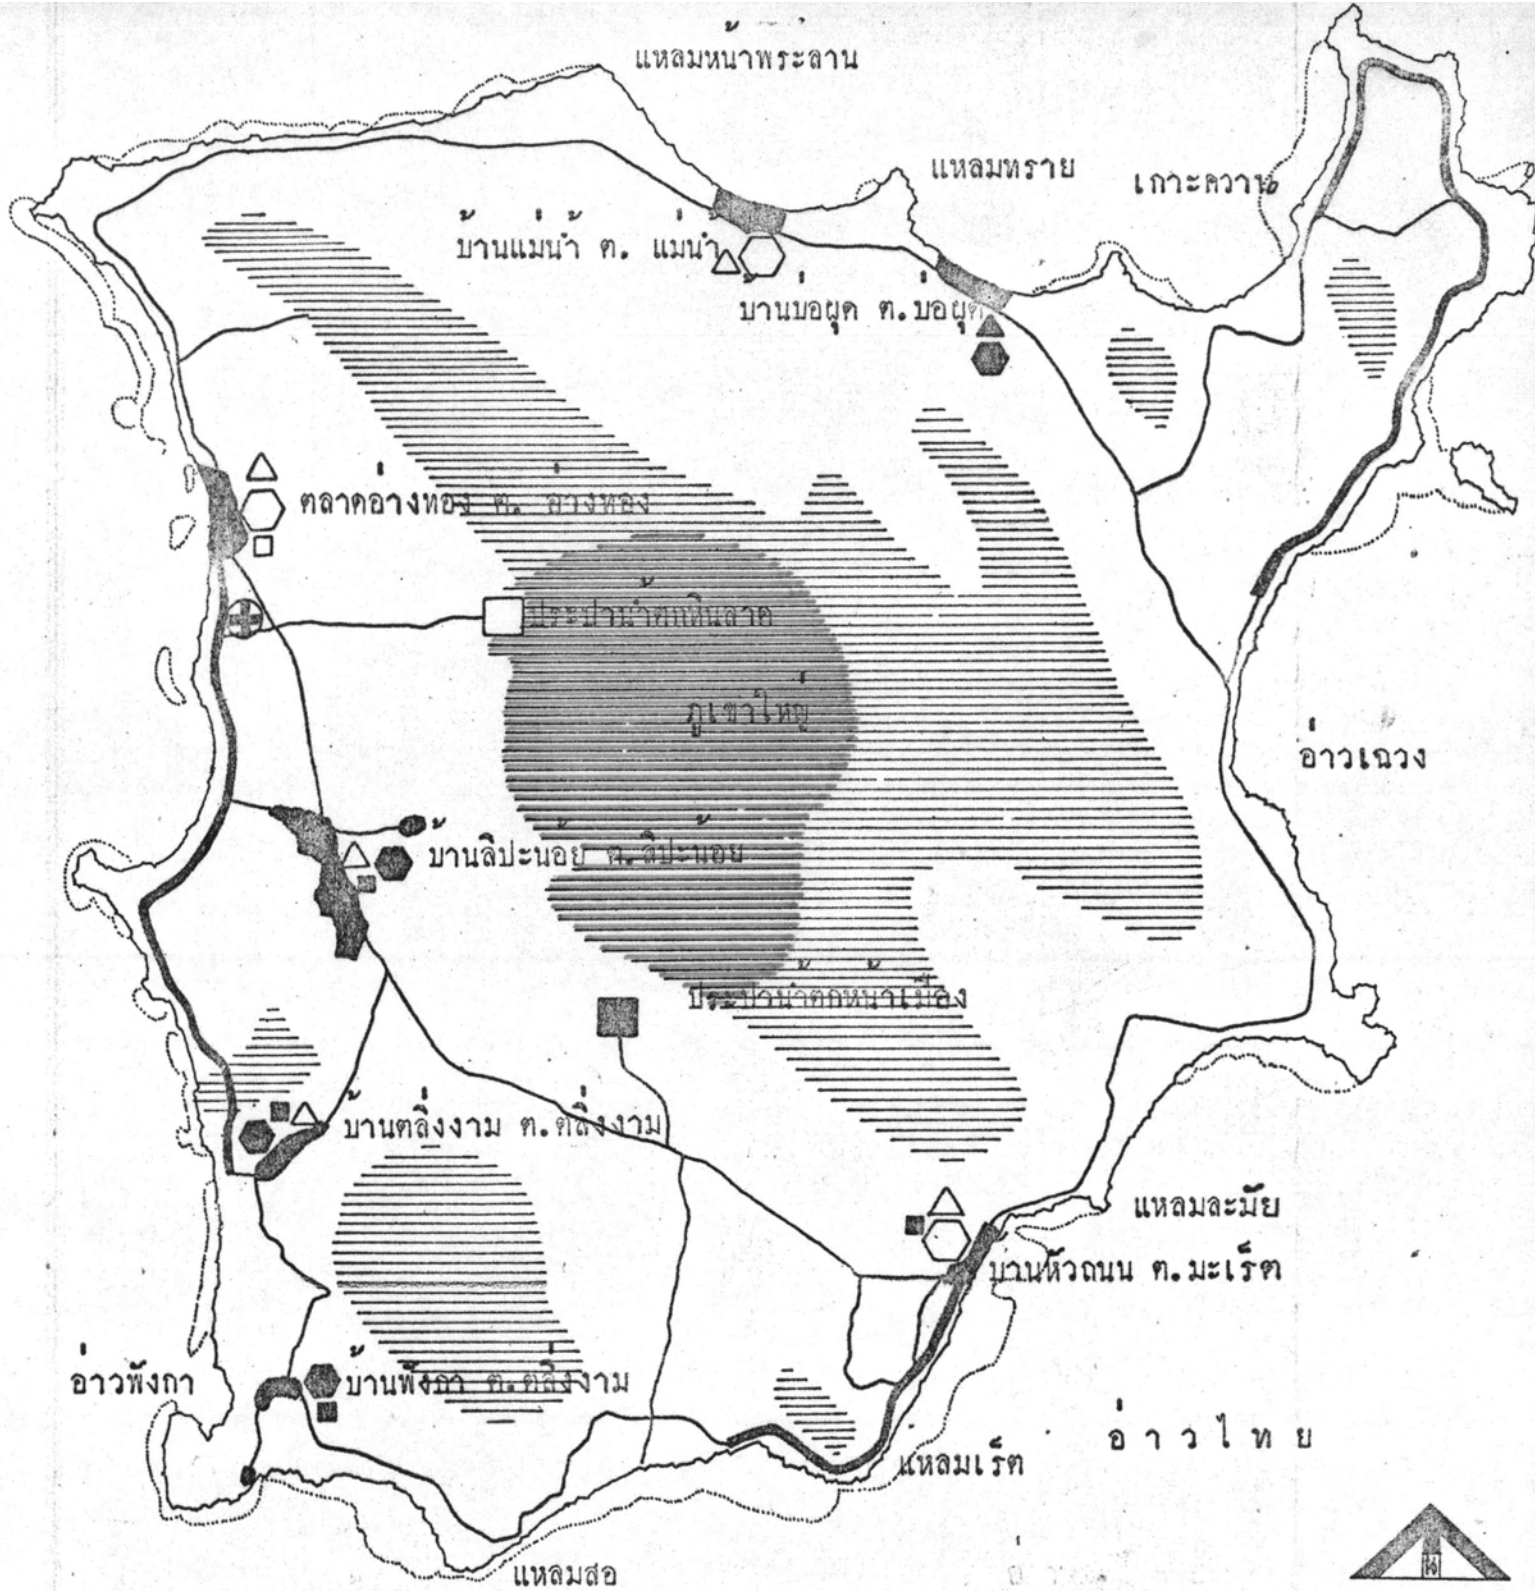 แหลมหน้าพระลาน
แหลมทราย
เกาะควาน
บ้านแม่น้ำ ต. แม่น้ำ
บ้านบ่อผุด ต.บ่อผุด
ตลาดอ่างทอง ต. อ่างทอง
ประปาน้ำตกหินลาด
ภูเขาใหญ่
อ่าวเฉวง
บ้านลิปะน้อย ต.ลิปะน้อย
ประปาน้ำตกหน้าเมือง
บ้านตลิ่งงาม ต.ตลิ่งงาม
แหลมละมัย
บ้านหัวถนน ต.มะเร็ต
อ่าวพังกา
บ้านพังกา ต.ตลิ่งงาม
อ่าวไทย
แหลมเร็ต
แหลมสอ
น